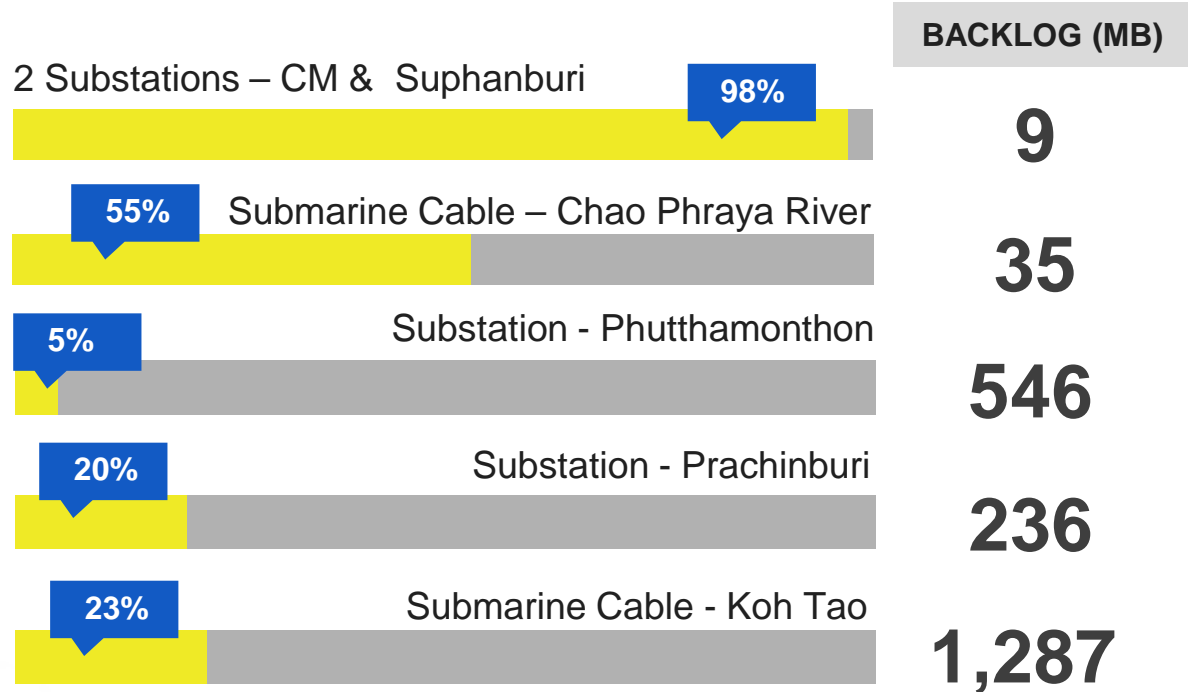 BACKLOG (MB)
2 Substations – CM & Suphanburi
98%
9
55%
Submarine Cable – Chao Phraya River
35
Substation - Phutthamonthon
5%
546
Substation - Prachinburi
20%
236
Submarine Cable - Koh Tao
23%
1,287